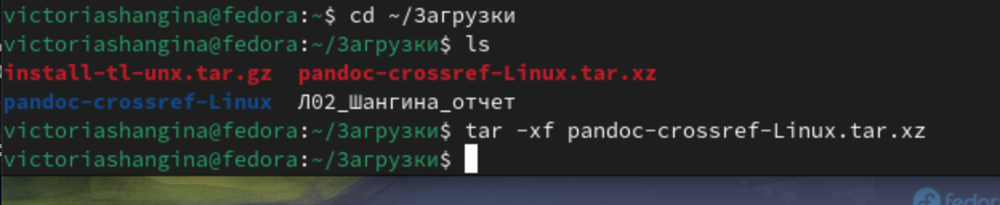 victoriashangina@fedora:~$ cd ~/Загрузки
victoriashangina@fedora:~/Загрузки$ ls
install-tl-unx.tar.gz  pandoc-crossref-Linux.tar.xz
pandoc-crossref-Linux  Л02_Шангина_отчет
victoriashangina@fedora:~/Загрузки$ tar -xf pandoc-crossref-Linux.tar.xz
victoriashangina@fedora:~/Загрузки$
fedor